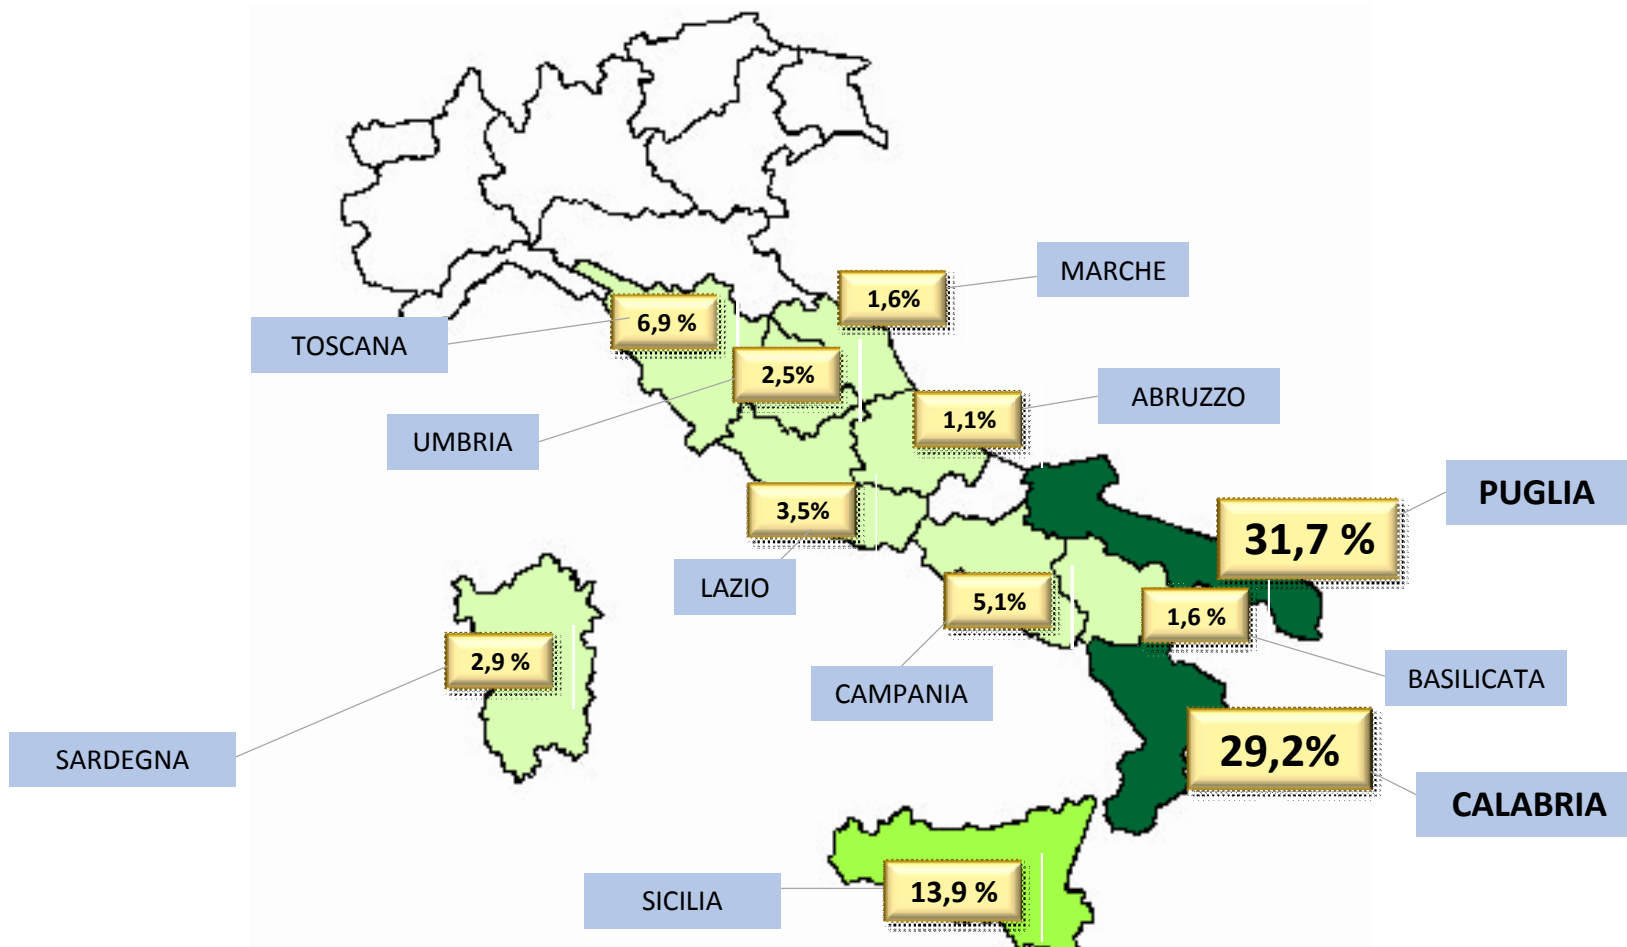 MARCHE
1,6%
TOSCANA
6,9 %
2,5%
UMBRIA
ABRUZZO
1,1%
PUGLIA
31,7 %
3,5%
LAZIO
5,1%
CAMPANIA
1,6 %
BASILICATA
2,9 %
SARDEGNA
29,2%
CALABRIA
13,9 %
SICILIA